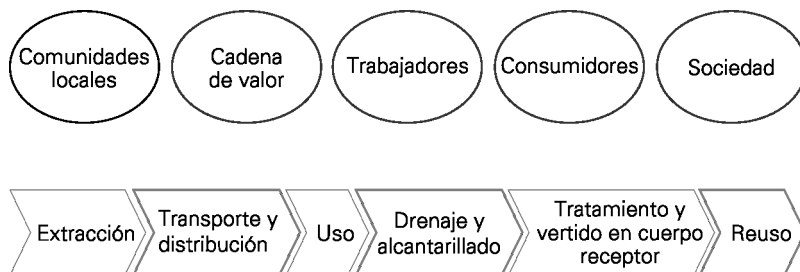 Comunidades
locales
Cadena
de valor
Trabajadores
Consumidores
Sociedad
Extracción
Transporte y
distribución
Uso
Drenaje y
alcantarillado
Tratamiento y
vertido en cuerpo
receptor
Reuso